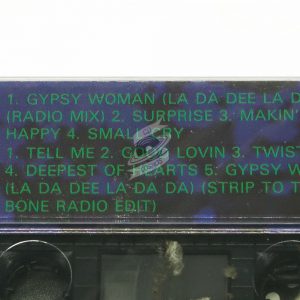 1. GYPSY WOMAN (LA DA DEE LA D
(RADIO MIX) 2. SURPRISE 3. MAKIN'
HAPPY 4. SMALL CRY
1. TELL ME 2. GOOD LOVIN 3. TWIST
4. DEEPEST OF HEARTS 5. GYPSY W
(LA DA DEE LA DA DA) (STRIP TO T
BONE RADIO EDIT)